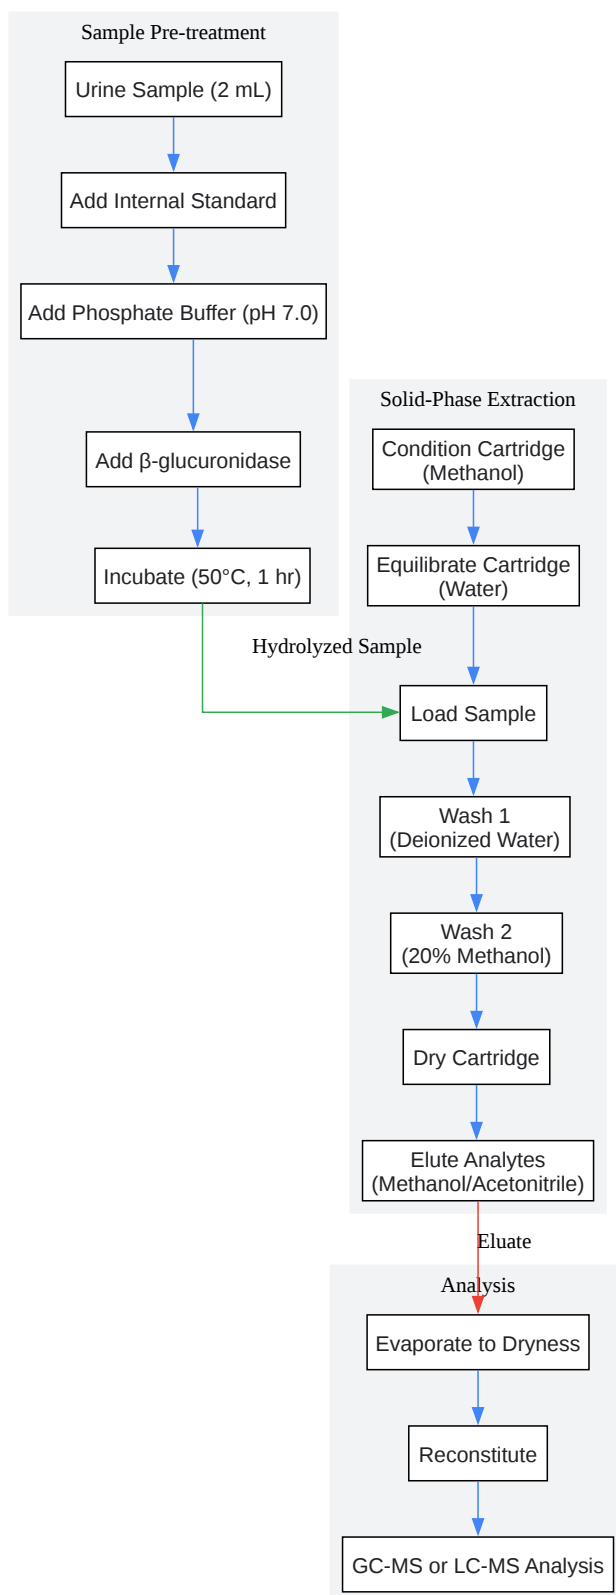 Sample Pre-treatment
Urine Sample (2 mL)
Add Internal Standard
Add Phosphate Buffer (pH 7.0)
Add β-glucuronidase
Incubate (50°C, 1 hr)
Hydrolyzed Sample
Solid-Phase Extraction
Condition Cartridge
(Methanol)
Equilibrate Cartridge
(Water)
Load Sample
Wash 1
(Deionized Water)
Wash 2
(20% Methanol)
Dry Cartridge
Elute Analytes
(Methanol/Acetonitrile)
Eluate
Analysis
Evaporate to Dryness
Reconstitute
GC-MS or LC-MS Analysis